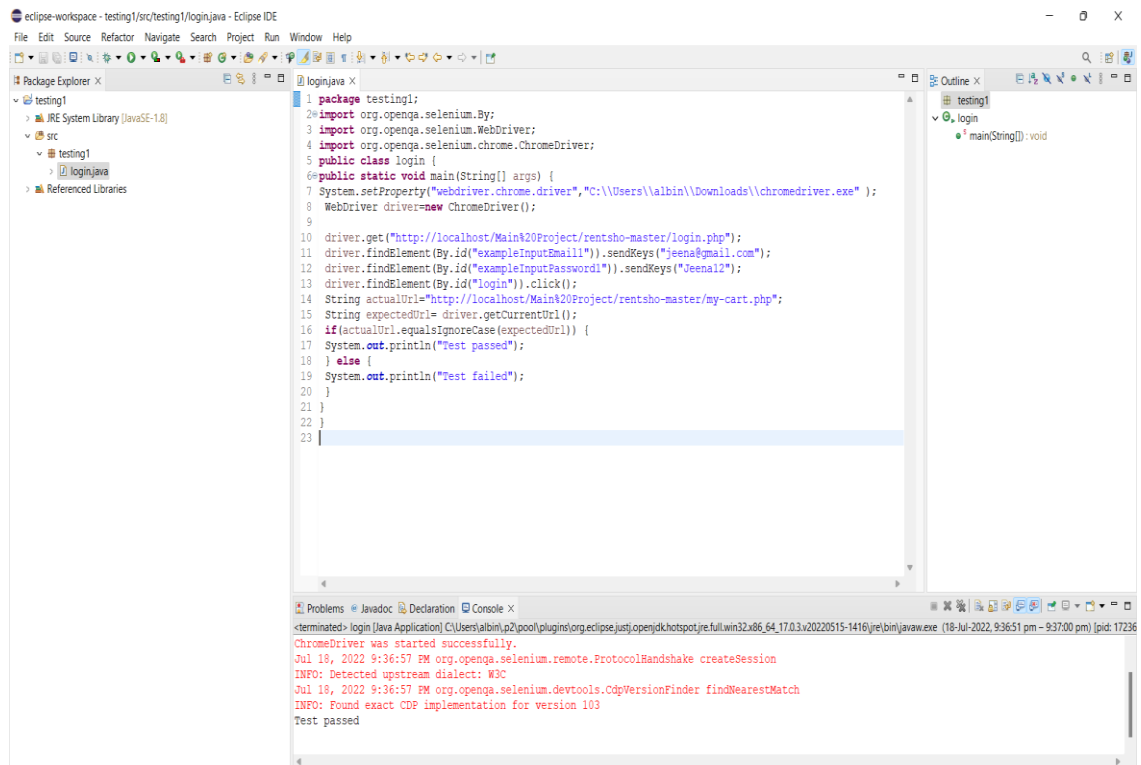 eclipse-workspace - testing1/src/testing1/login.java - Eclipse IDE
File Edit Source Refactor Navigate Search Project Run Window Help
Package Explorer
testing1
JRE System Library [JavaSE-1.8]
src
testing1
login.java
Referenced Libraries
login.java
1 package testing1;
2 import org.openqa.selenium.By;
3 import org.openqa.selenium.WebDriver;
4 import org.openqa.selenium.chrome.ChromeDriver;
5 public class login {
6 public static void main(String[] args) {
7 System.setProperty("webdriver.chrome.driver","C:\\Users\\albin\\Downloads\\chromedriver.exe" );
8 WebDriver driver=new ChromeDriver();
9
10 driver.get("http://localhost/Main%20Project/rentsho-master/login.php");
11 driver.findElement(By.id("exampleInputEmail1")).sendKeys("jeena@gmail.com");
12 driver.findElement(By.id("exampleInputPassword1")).sendKeys("Jeena12");
13 driver.findElement(By.id("login")).click();
14 String actualUrl="http://localhost/Main%20Project/rentsho-master/my-cart.php";
15 String expectedUrl= driver.getCurrentUrl();
16 if(actualUrl.equalsIgnoreCase(expectedUrl)) {
17 System.out.println("Test passed");
18 } else {
19 System.out.println("Test failed");
20 }
21 }
22 }
23
Outline
testing1
login
main(String[]) : void
Problems Javadoc Declaration Console
<terminated> login [Java Application] C:\Users\albin\.p2\pool\plugins\org.eclipse.justj.openjdk.hotspot.jre.full.win32.x86_64_17.0.3.v20220515-1416\jre\bin\javaw.exe (18-Jul-2022, 9:36:51 pm – 9:37:00 pm) [pid: 17236
ChromeDriver was started successfully.
Jul 18, 2022 9:36:57 PM org.openqa.selenium.remote.ProtocolHandshake createSession
INFO: Detected upstream dialect: W3C
Jul 18, 2022 9:36:57 PM org.openqa.selenium.devtools.CdpVersionFinder findNearestMatch
INFO: Found exact CDP implementation for version 103
Test passed